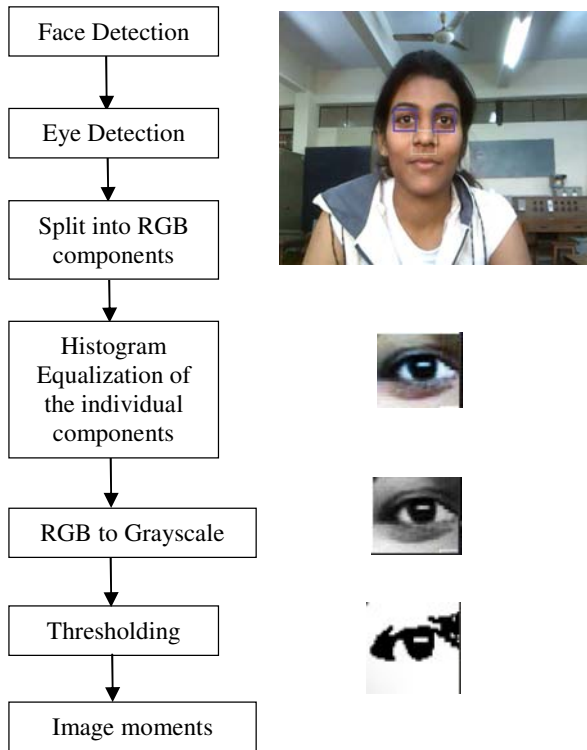 Face Detection
Eye Detection
Split into RGB
components
Histogram
Equalization of
the individual
components
RGB to Grayscale
Thresholding
Image moments